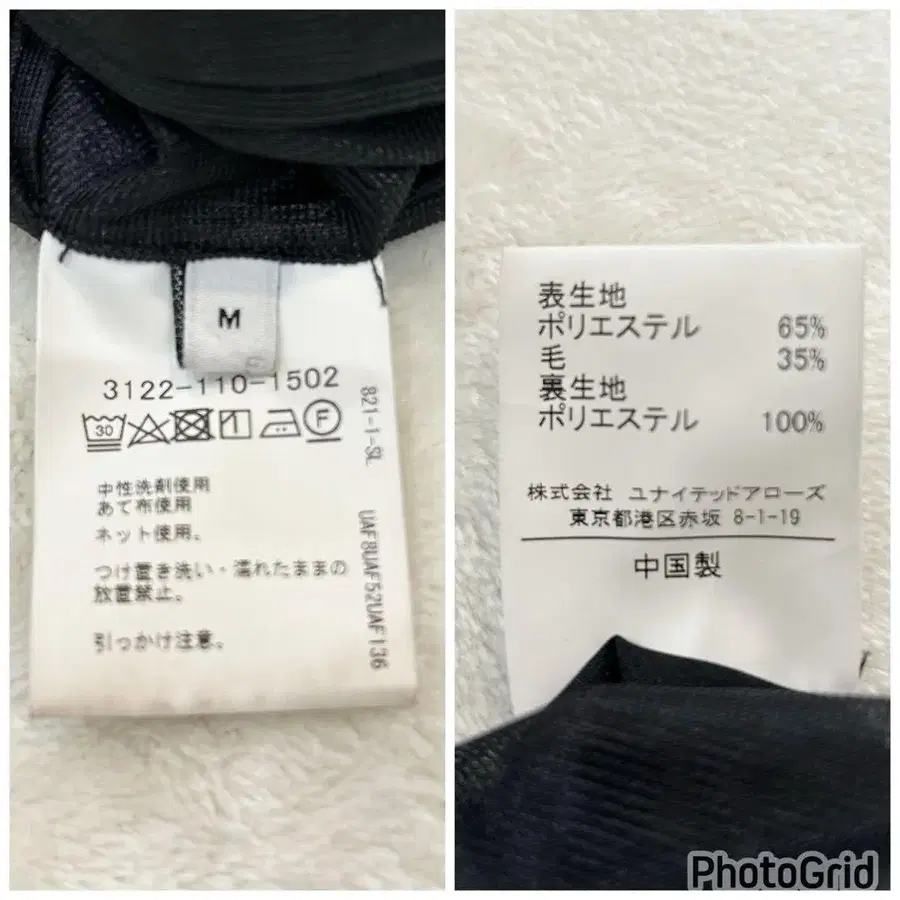 M
3122-110-1502
30
1
F
中性洗剤使用
あて布使用
ネット使用。
つけ置き洗い・濡れたままの
放置禁止。
引っかけ注意。
821-1-SL
UAF8UAF52UAF136
表生地
ポリエステル 65%
毛 35%
裏生地
ポリエステル 100%
株式会社 ユナイテッドアローズ
東京都港区赤坂 8-1-19
中国製
PhotoGrid